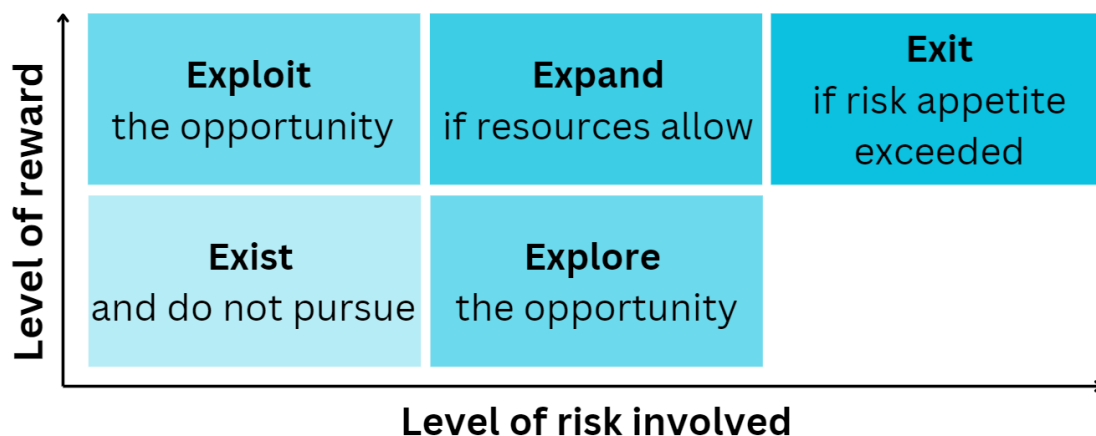 Level of reward
Exploit
the opportunity
Expand
if resources allow
Exit
if risk appetite
exceeded
Exist
and do not pursue
Explore
the opportunity
Level of risk involved